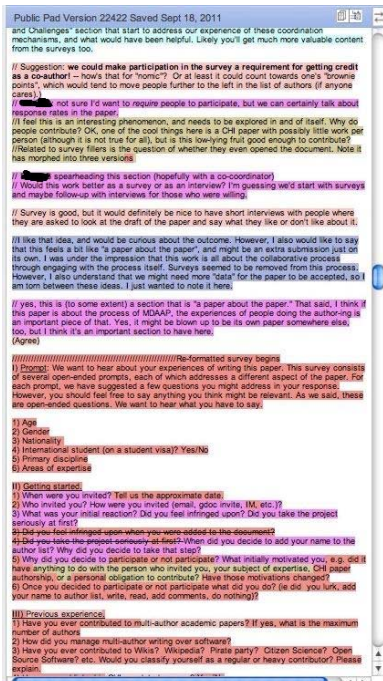 Public Pad Version 22422 Saved Sept 18, 2011
and Challenges" section that start to address our experience of these coordination
mechanisms, and what would have been helpful. Likely you'll get much more valuable content
from the surveys too.
// Suggestion: we could make participation in the survey a requirement for getting credit
as a co-author! -- how's that for "nomic"? Or at least it could count towards one's "brownie
points", which would tend to move people further to the left in the list of authors (if anyone
cares).)
// not sure I'd want to require people to participate, but we can certainly talk about
response rates in the paper.
//I feel this is an interesting phenomenon, and needs to be explored in and of itself. Why do
people contribute? OK, one of the cool things here is a CHI paper with possibly little work per
person (although it is not true for all), but is this low-lying fruit good enough to contribute?
//Related to survey fillers is the question of whether they even opened the document. Note it
has morphed into three versions
// spearheading this section (hopefully with a co-coordinator)
// Would this work better as a survey or as an interview? I'm guessing we'd start with surveys
and maybe follow-up with interviews for those who were willing.
// Survey is good, but it would definitely be nice to have short interviews with people where
they are asked to look at the draft of the paper and say what they like or don't like about it.
//I like that idea, and would be curious about the outcome. However, I also would like to say
that this feels a bit like "a paper about the paper", and might be an extra submission just on
its own. I was under the impression that this work is all about the collaborative process
through engaging with the process itself. Surveys seemed to be removed from this process.
However, I also understand that we might need more "data" for the paper to be accepted, so I
am torn between these ideas. I just wanted to note it here.
// yes, this is (to some extent) a section that is "a paper about the paper." That said, I think if
this paper is about the process of MDAAP, the experiences of people doing the author-ing is
an important piece of that. Yes, it might be blown up to be its own paper somewhere else,
too, but I think it's an important section to have here.
(Agree)
////////////////////////////////////////////Re-formatted survey begins
I) Prompt: We want to hear about your experiences of writing this paper. This survey consists
of several open-ended prompts, each of which addresses a different aspect of the paper. For
each prompt, we have suggested a few questions you might address in your response.
However, you should feel free to say anything you think might be relevant. As we said, these
are open-ended questions. We want to hear what you have to say.
1) Age
2) Gender
3) Nationality
4) International student (on a student visa)? Yes/No
5) Primary discipline
6) Areas of expertise
II) Getting started.
1) When were you invited? Tell us the approximate date.
2) Who invited you? How were you invited (email, gdoc invite, IM, etc.)?
3) What was your initial reaction? Did you feel infringed upon? Did you take the project
seriously at first?
3) Did you feel infringed upon when you were added to the document?
4) Did you take the project seriously at first? When did you decide to add your name to the
author list? Why did you decide to take that step?
5) Why did you decide to participate or not participate? What initially motivated you, e.g. did it
have anything to do with the person who invited you, your subject of expertise, CHI paper
authorship, or a personal obligation to contribute? Have those motivations changed?
6) Once you decided to participate or not participate what did you do? (ie did you lurk, add
your name to author list, write, read, add comments, do nothing)?
III) Previous experience.
1) Have you ever contributed to multi-author academic papers? If yes, what is the maximum
number of authors
2) How did you manage multi-author writing over software?
3) Have you ever contributed to Wikis? Wikipedia? Pirate party? Citizen Science? Open
Source Software? etc. Would you classify yourself as a regular or heavy contributor? Please
explain.